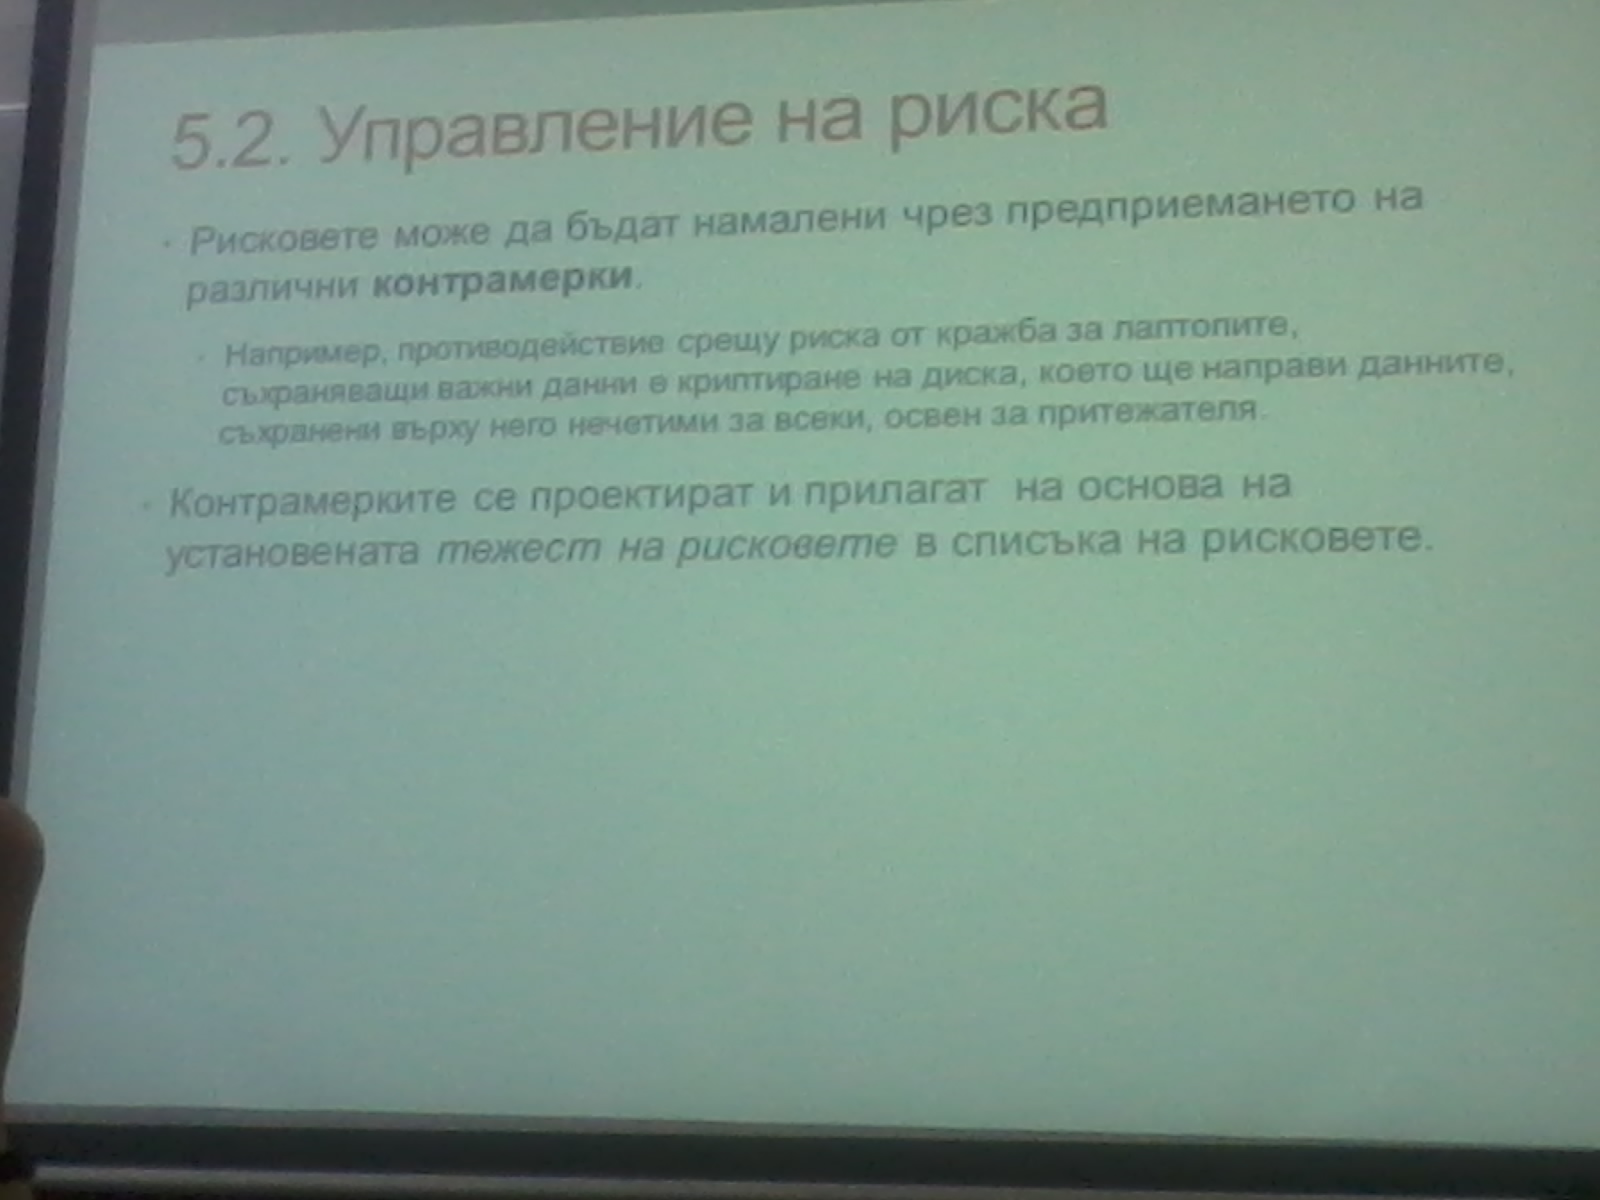 5.2. Управление на риска
· Рисковете може да бъдат намалени чрез предприемането на
различни контрамерки.
· Например, противодействие срещу риска от кражба за лаптопите,
съхраняващи важни данни е криптиране на диска, което ще направи данните,
съхранени върху него нечетими за всеки, освен за притежателя.
· Контрамерките се проектират и прилагат на основа на
установената тежест на рисковете в списъка на рисковете.